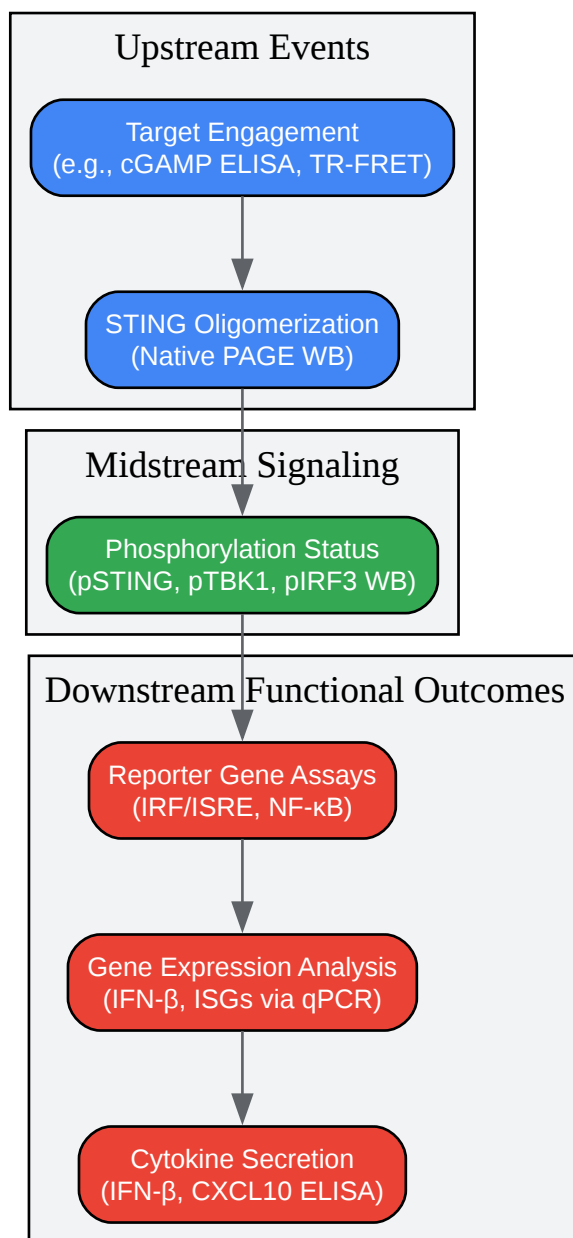 Upstream Events
Target Engagement
(e.g., cGAMP ELISA, TR-FRET)
STING Oligomerization
(Native PAGE WB)
Midstream Signaling
Phosphorylation Status
(pSTING, pTBK1, pIRF3 WB)
Downstream Functional Outcomes
Reporter Gene Assays
(IRF/ISRE, NF-κB)
Gene Expression Analysis
(IFN-β, ISGs via qPCR)
Cytokine Secretion
(IFN-β, CXCL10 ELISA)